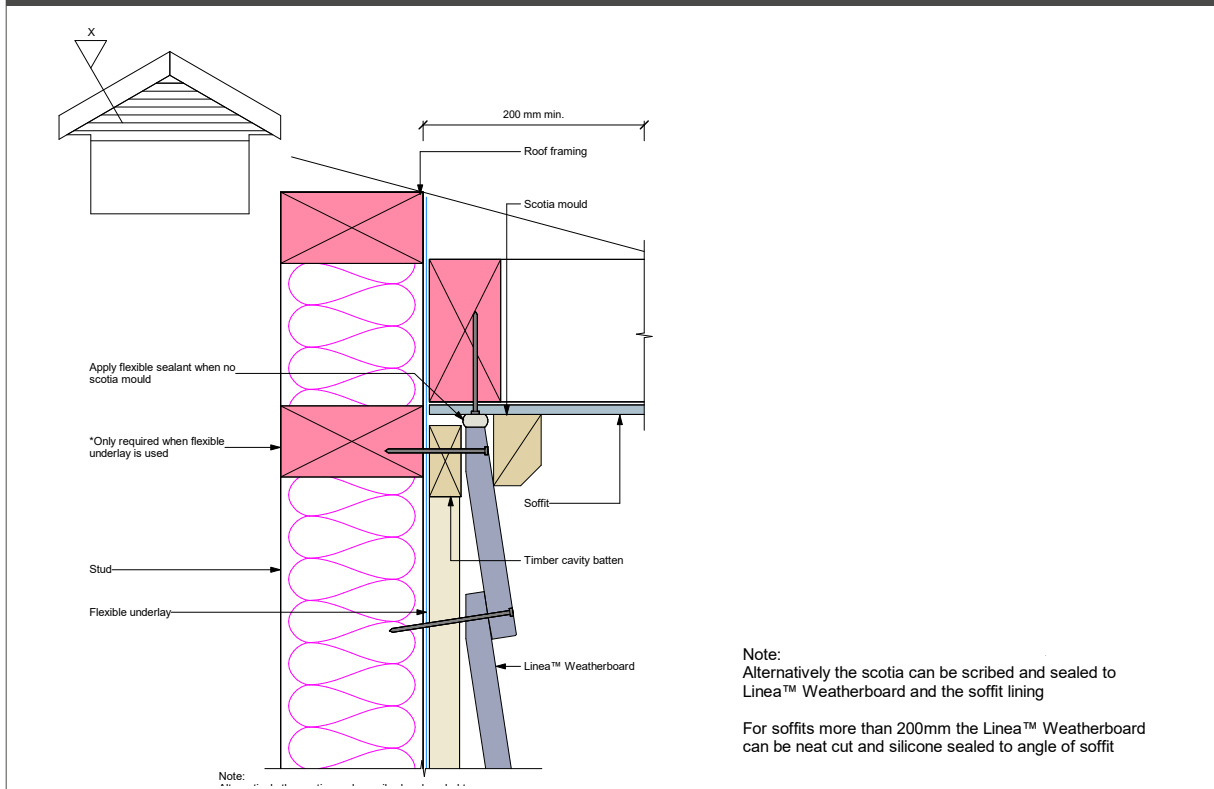 X
200 mm min.
Roof framing
Scotia mould
Apply flexible sealant when no
scotia mould
*Only required when flexible
underlay is used
Soffit
Timber cavity batten
Stud
Flexible underlay
Linea™ Weatherboard
Note:
Alternatively the scotia can be scribed and sealed to
Linea™ Weatherboard and the soffit lining
For soffits more than 200mm the Linea™ Weatherboard
can be neat cut and silicone sealed to angle of soffit
Note: